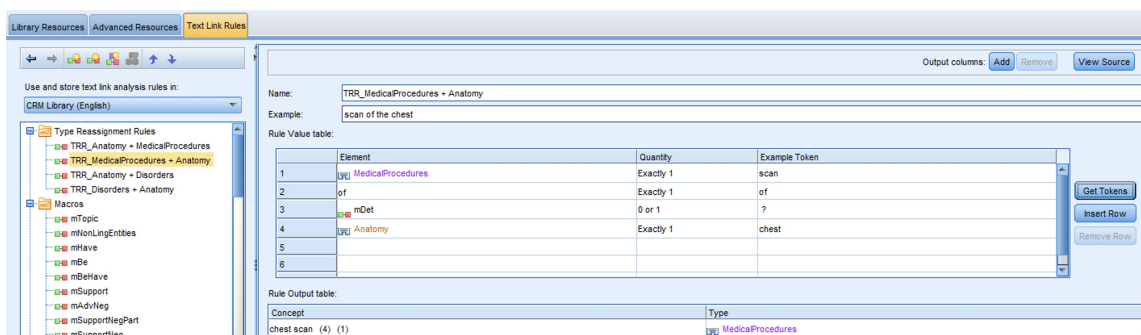 Library Resources Advanced Resources Text Link Rules
Output columns: Add Remove View Source
Use and store text link analysis rules in:
CRM Library (English)
Type Reassignment Rules
TRR_Anatomy + MedicalProcedures
TRR_MedicalProcedures + Anatomy
TRR_Anatomy + Disorders
TRR_Disorders + Anatomy
Macros
mTopic
mNonLingEntities
mHave
mBe
mBeHave
mSupport
mAdvNeg
mSupportNegPart
mSupportNeg
Name: TRR_MedicalProcedures + Anatomy
Example: scan of the chest
Rule Value table:
Element Quantity Example Token
1 MedicalProcedures Exactly 1 scan
2 of Exactly 1 of
3 mDet 0 or 1 ?
4 Anatomy Exactly 1 chest
5
6
Get Tokens
Insert Row
Remove Row
Rule Output table:
Concept Type
chest scan (4) (1) MedicalProcedures